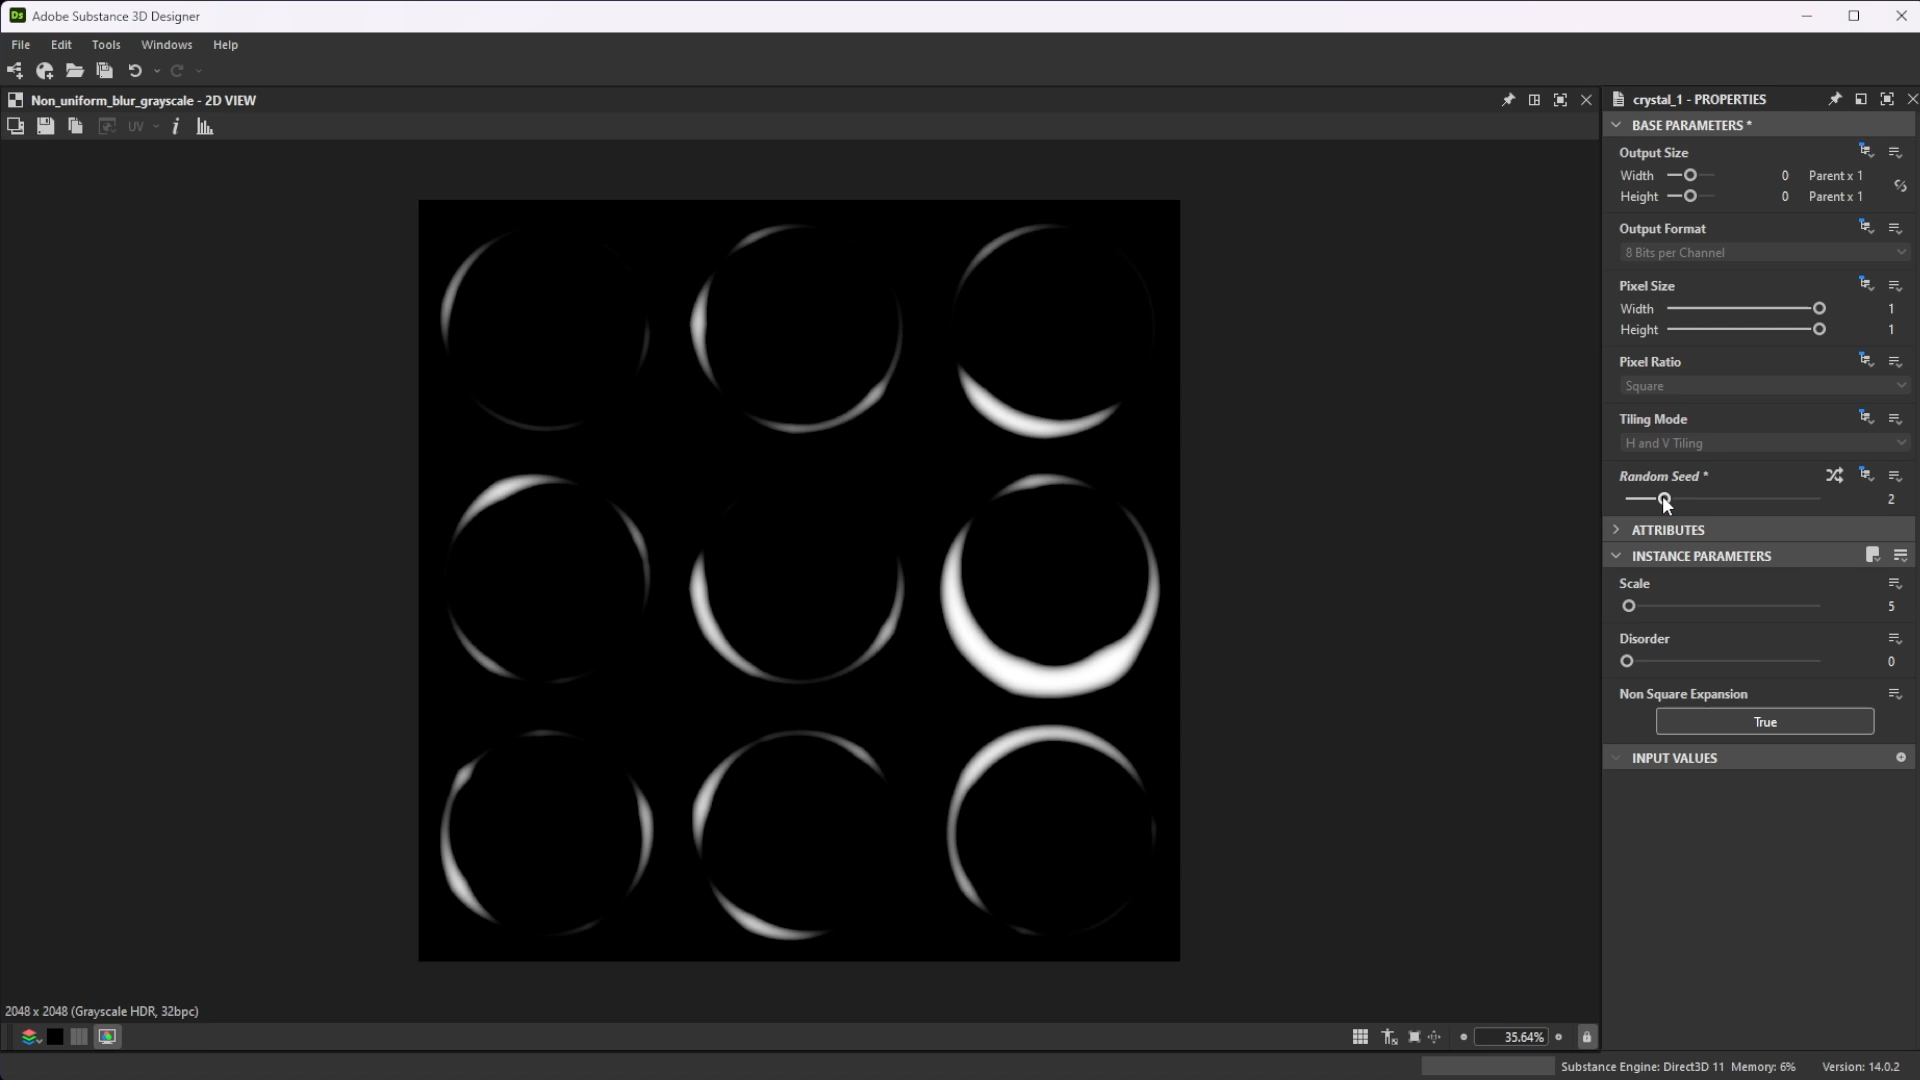 Ds Adobe Substance 3D Designer
File Edit Tools Windows Help
Non_uniform_blur_grayscale - 2D VIEW
UV
crystal_1 - PROPERTIES
BASE PARAMETERS *
Output Size
Width 0 Parent x 1
Height 0 Parent x 1
Output Format
8 Bits per Channel
Pixel Size
Width 1
Height 1
Pixel Ratio
Square
Tiling Mode
H and V Tiling
Random Seed *
2
ATTRIBUTES
INSTANCE PARAMETERS
Scale
5
Disorder
0
Non Square Expansion
True
INPUT VALUES
2048 x 2048 (Grayscale HDR, 32bpc)
35.64%
Substance Engine: Direct3D 11 Memory: 6% Version: 14.0.2